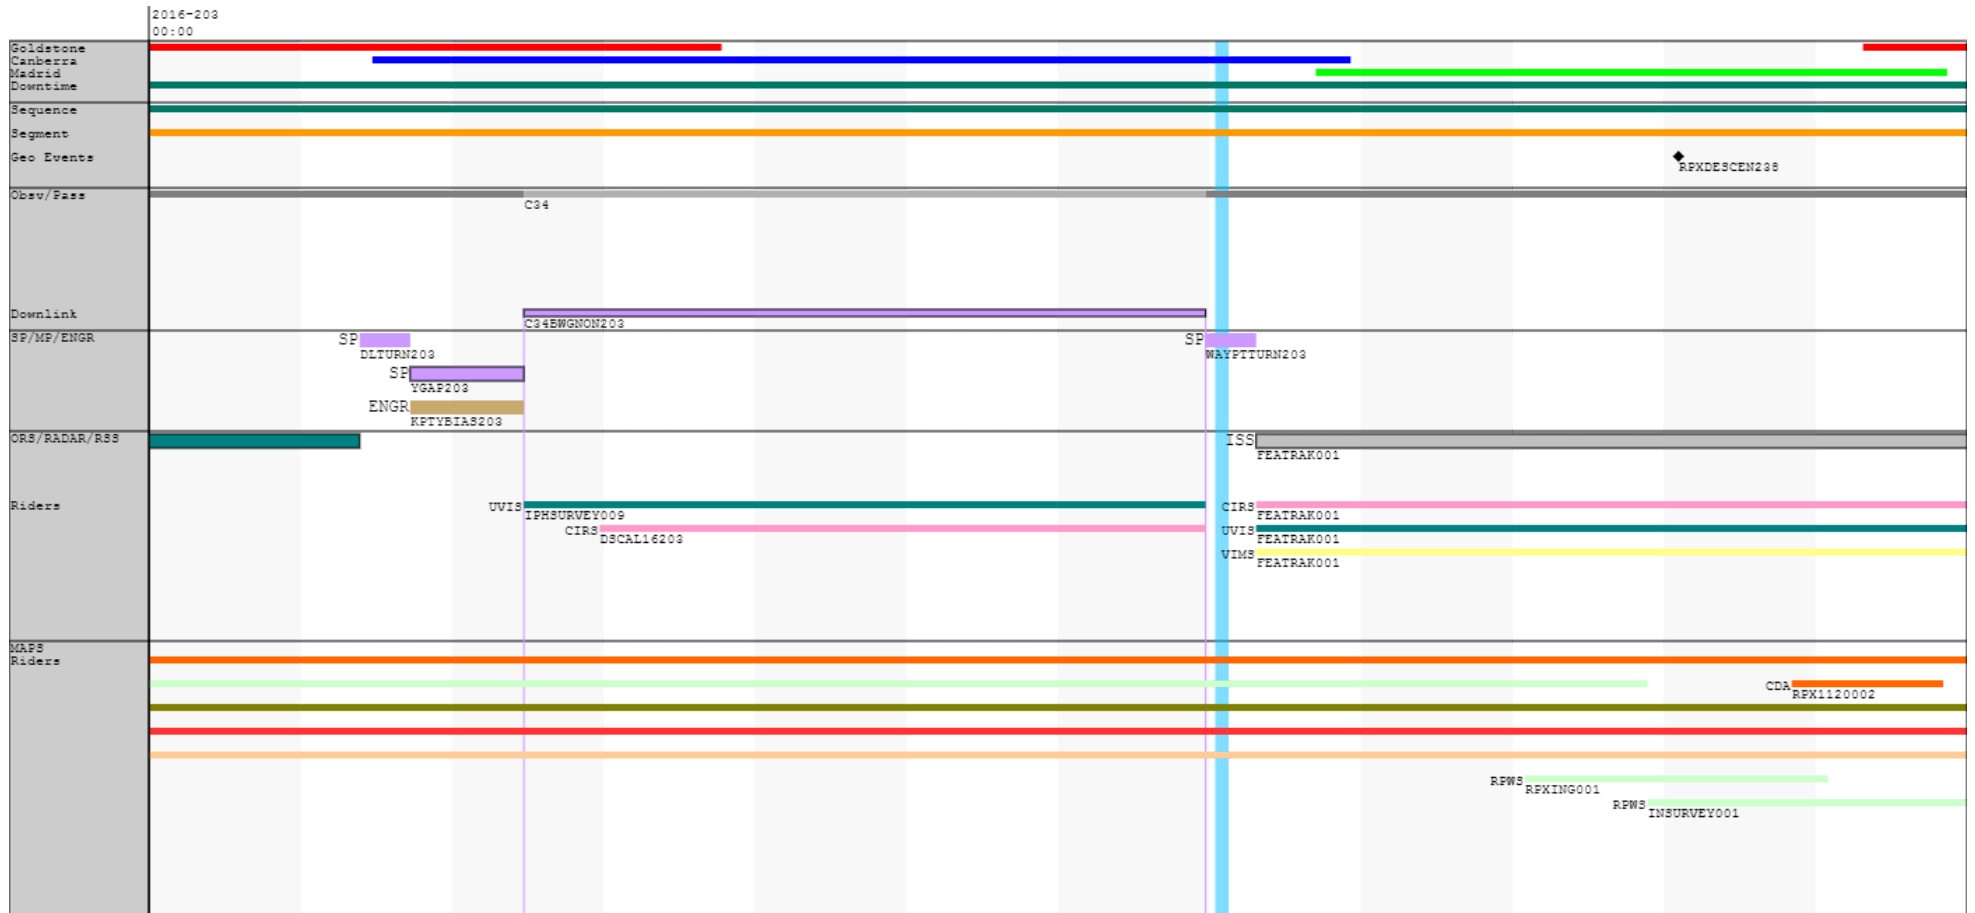 2016-203
00:00
Goldstone
Canberra
Madrid
Downtime
Sequence
Segment
Geo Events
RPXDESCEN238
Obsv/Pass
C34
Downlink
C34BWGNON203
SP/MP/ENGR
SP
DLTURN203
SP
WAYPTTURN203
SP
YGAP203
ENGR
KPTYBIAS203
ORS/RADAR/RSS
ISS
FEATRAK001
Riders
UVIS
IPHSURVEY009
CIRS
FEATRAK001
CIRS
DSCAL16203
UVIS
FEATRAK001
VIMS
FEATRAK001
MAPS
Riders
CDA
RPX1120002
RPWS
RPXING001
RPWS
INSURVEY001